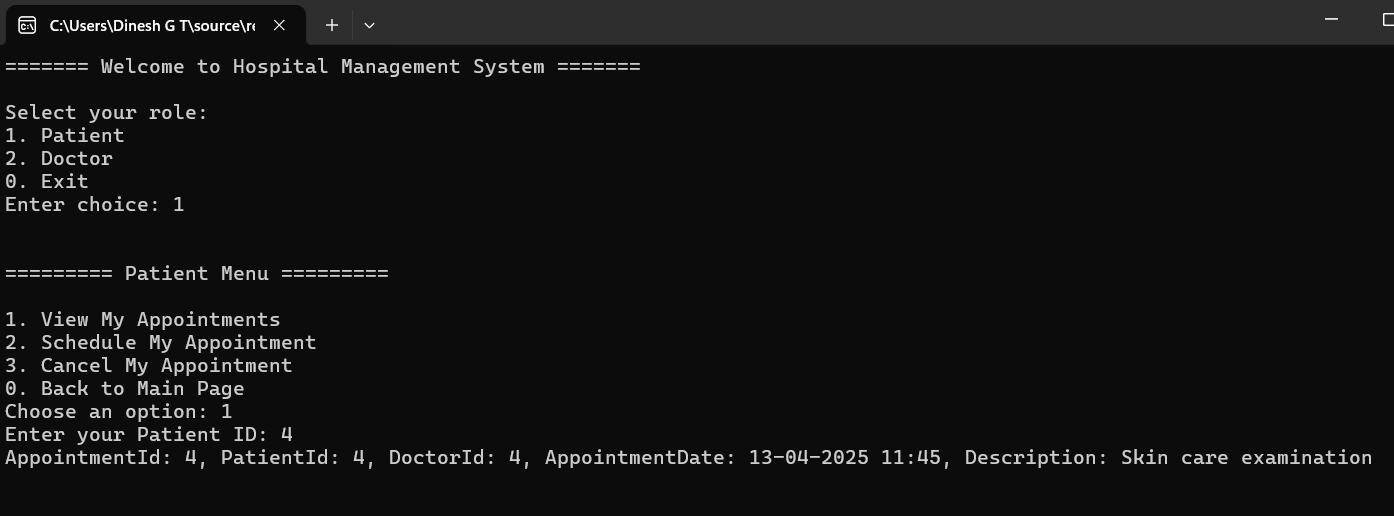 C:\Users\Dinesh G T\source\re
======= Welcome to Hospital Management System =======
Select your role:
1. Patient
2. Doctor
0. Exit
Enter choice: 1
========= Patient Menu =========
1. View My Appointments
2. Schedule My Appointment
3. Cancel My Appointment
0. Back to Main Page
Choose an option: 1
Enter your Patient ID: 4
AppointmentId: 4, PatientId: 4, DoctorId: 4, AppointmentDate: 13-04-2025 11:45, Description: Skin care examination